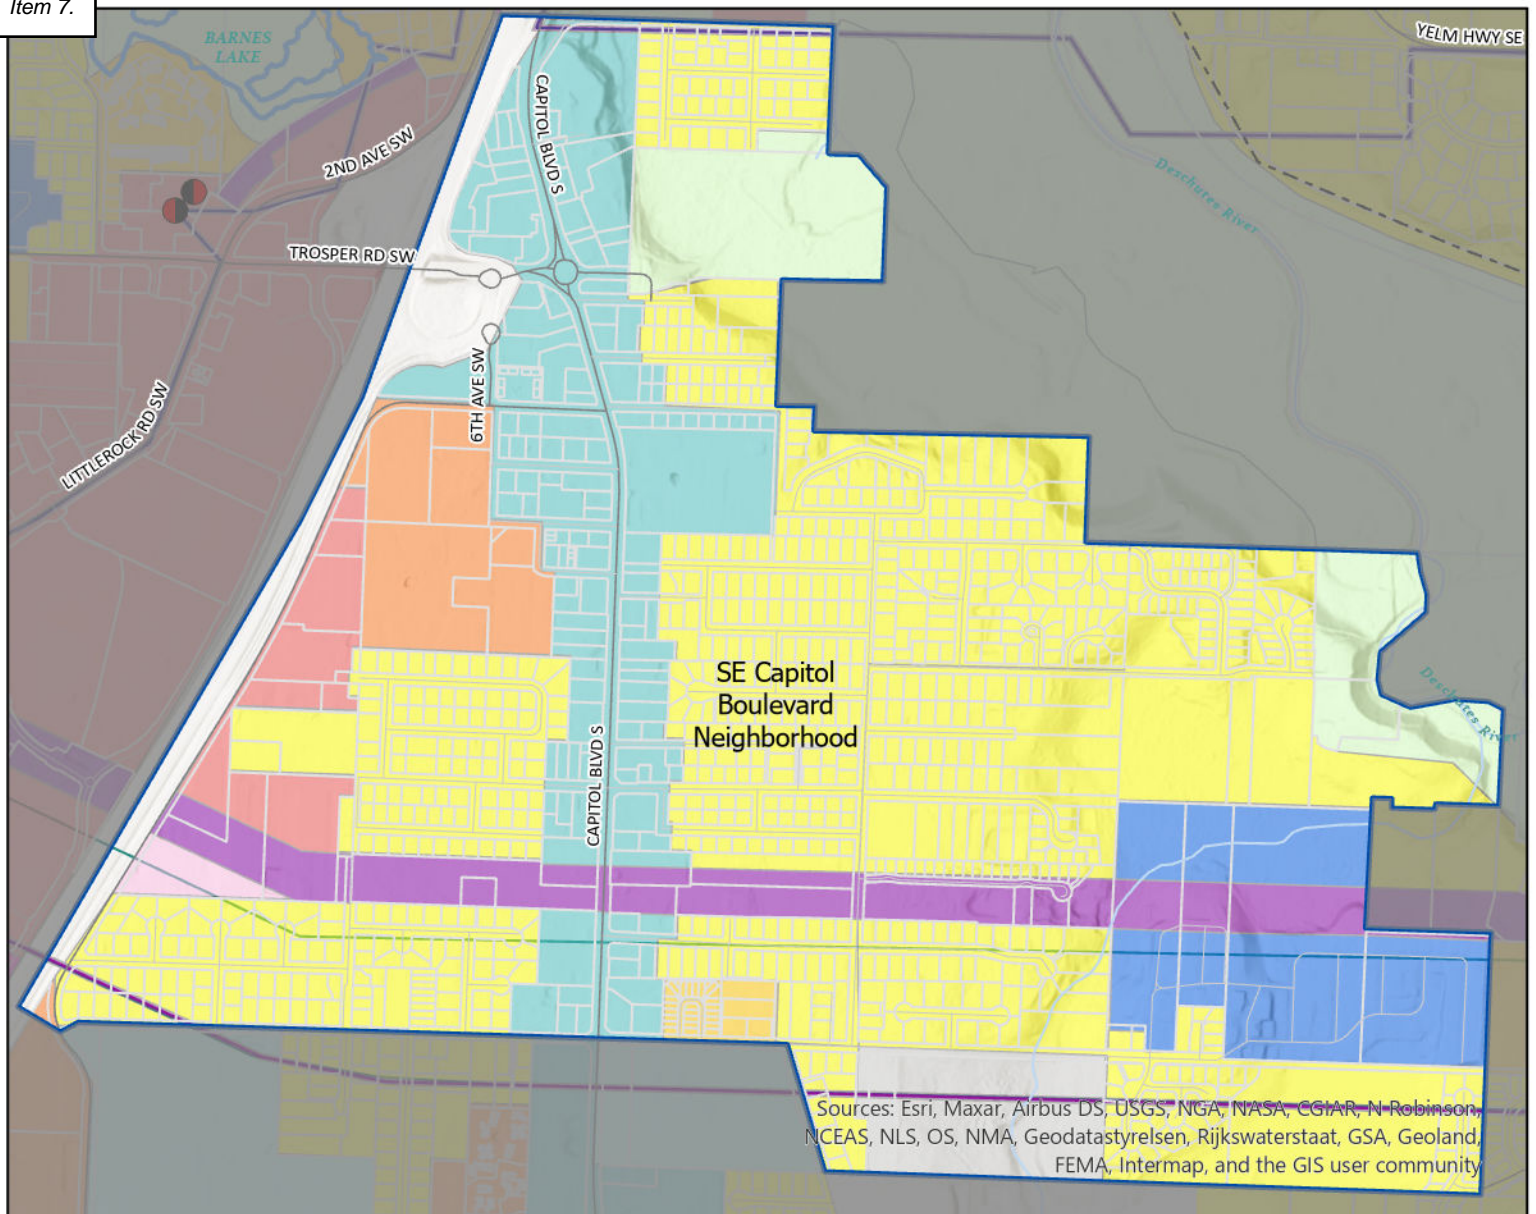 Item 7.
BARNES
LAKE
YELM HWY SE
CAPITOL BLVD S
2ND AVE SW
Deschutes River
TROSPER RD SW
6TH AVE SW
LITTLEROCK RD SW
SE Capitol
Boulevard
Neighborhood
Deschutes River
CAPITOL BLVD S
Sources: Esri, Maxar, Airbus DS, USGS, NGA, NASA, CGIAR, N Robinson,
NCEAS, NLS, OS, NMA, Geodatastyrelsen, Rijkswaterstaat, GSA, Geoland,
FEMA, Intermap, and the GIS user community